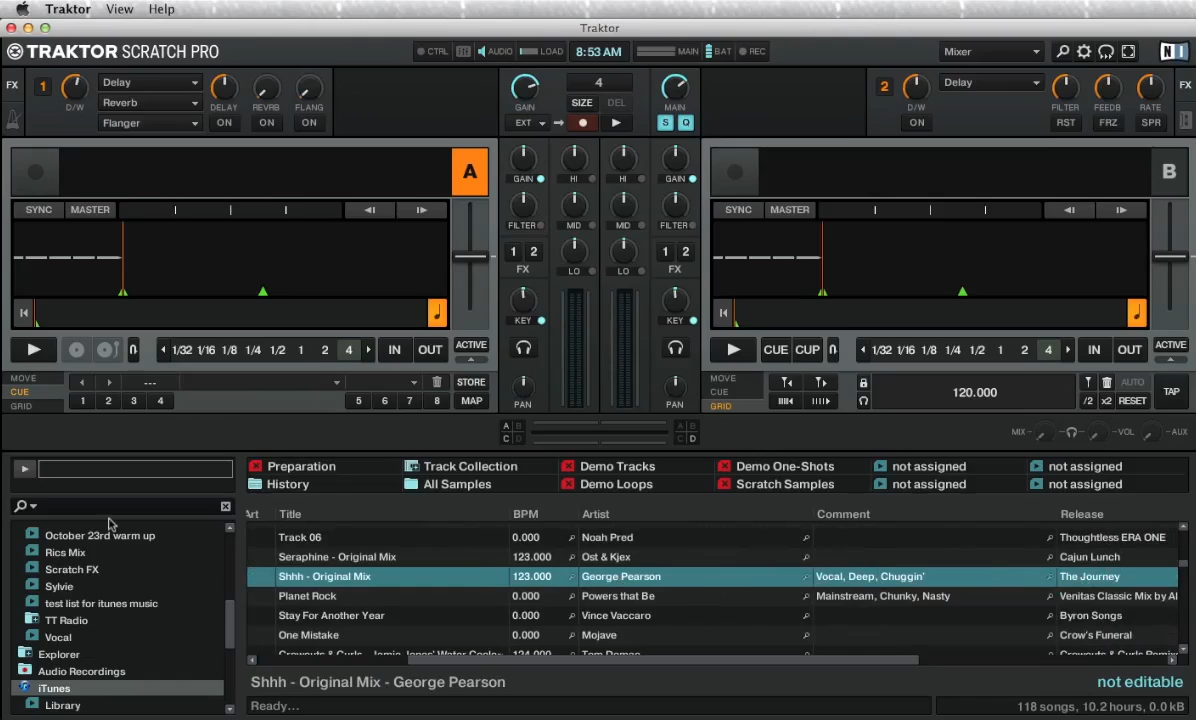 Traktor View Help
Traktor
TRAKTOR SCRATCH PRO CTRL AUDIO LOAD 8:53 AM MAIN BAT REC Mixer NI
FX 1 D/W Delay Reverb Flanger DELAY REVRB FLANG ON ON ON
GAIN EXT 4 SIZE DEL MAIN S Q
2 D/W ON Delay FILTER FEEDB RATE RST FRZ SPR FX
A
B
SYNC MASTER
SYNC MASTER
GAIN HI HI GAIN
FILTER MID MID FILTER
1 2 FX LO LO 1 2 FX
KEY KEY
PAN PAN
1/32 1/16 1/8 1/4 1/2 1 2 4 IN OUT ACTIVE
CUE CUP 1/32 1/16 1/8 1/4 1/2 1 2 4 IN OUT ACTIVE
MOVE CUE GRID --- STORE
1 2 3 4 5 6 7 8 MAP
MOVE CUE GRID 120.000 AUTO /2 x2 RESET TAP
A B C D A B C D MIX VOL AUX
Preparation Track Collection Demo Tracks Demo One-Shots not assigned not assigned
History All Samples Demo Loops Scratch Samples not assigned not assigned
October 23rd warm up
Rics Mix
Scratch FX
Sylvie
test list for itunes music
TT Radio
Vocal
Explorer
Audio Recordings
iTunes
Library
Art Title BPM Artist Comment Release
Track 06 0.000 Noah Pred Thoughtless ERA ONE
Seraphine - Original Mix 123.000 Ost & Kjex Cajun Lunch
Shhh - Original Mix 123.000 George Pearson Vocal, Deep, Chuggin' The Journey
Planet Rock 0.000 Powers that Be Mainstream, Chunky, Nasty Venitas Classic Mix by Al
Stay For Another Year 0.000 Vince Vaccaro Byron Songs
One Mistake 0.000 Mojave Crow's Funeral
Shhh - Original Mix - George Pearson not editable
Ready... 118 songs, 10.2 hours, 0.0 kB